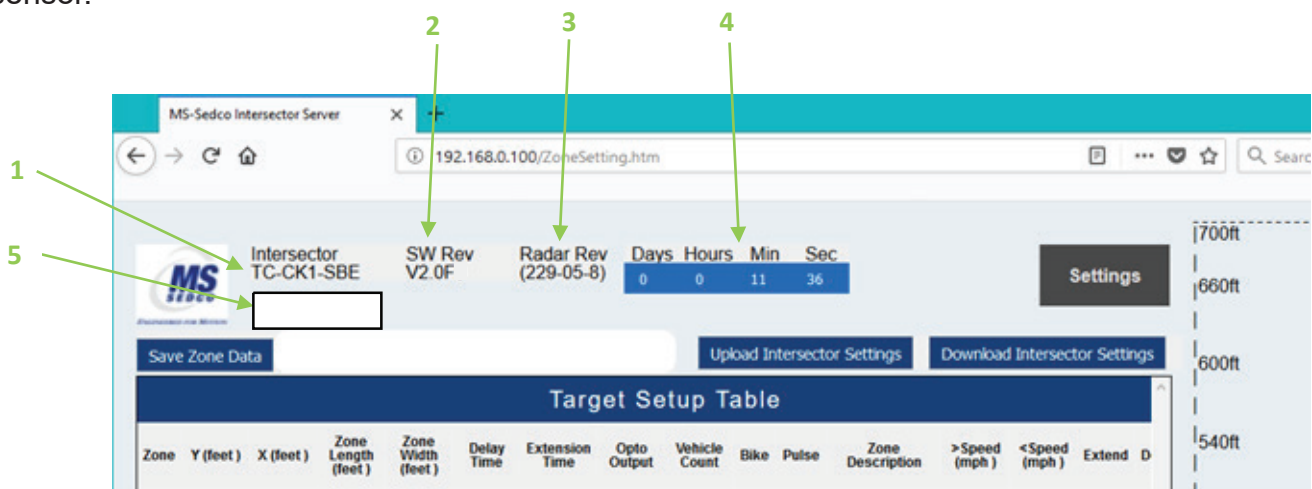 sensor.
2 3 4
MS-Sedco Intersector Server
192.168.0.100/ZoneSetting.htm
Searc
1
5
MS
SEDCO
Intersector SW Rev Radar Rev Days Hours Min Sec
TC-CK1-SBE V2.0F (229-05-8) 0 0 11 36
Settings
700ft
660ft
Save Zone Data Upload Intersector Settings Download Intersector Settings
600ft
Target Setup Table
Zone Y (feet) X (feet) Zone Length (feet) Zone Width (feet) Delay Time Extension Time Opto Output Vehicle Count Bike Pulse Zone Description >Speed (mph) <Speed (mph) Extend D
540ft